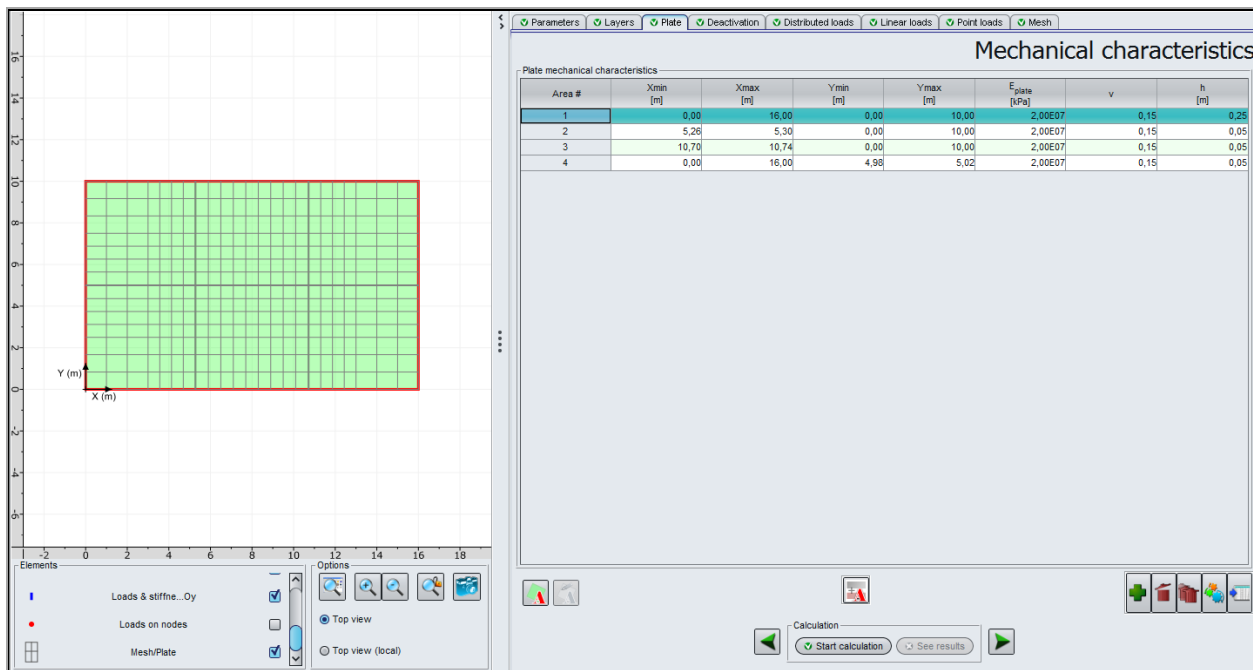 Parameters Layers Plate Deactivation Distributed loads Linear loads Point loads Mesh
Mechanical characteristics
Plate mechanical characteristics
Area # Xmin [m] Xmax [m] Ymin [m] Ymax [m] Eplate [kPa] v h [m]
1 0,00 16,00 0,00 10,00 2,00E07 0,15 0,25
2 5,26 5,30 0,00 10,00 2,00E07 0,15 0,05
3 10,70 10,74 0,00 10,00 2,00E07 0,15 0,05
4 0,00 16,00 4,98 5,02 2,00E07 0,15 0,05
16
14
12
10
8
6
4
2
0
-2
-4
-6
Y (m)
X (m)
-2 0 2 4 6 8 10 12 14 16 18
Elements
Loads & stiffne...Oy
Loads on nodes
Mesh/Plate
Options
Top view
Top view (local)
Calculation
Start calculation See results